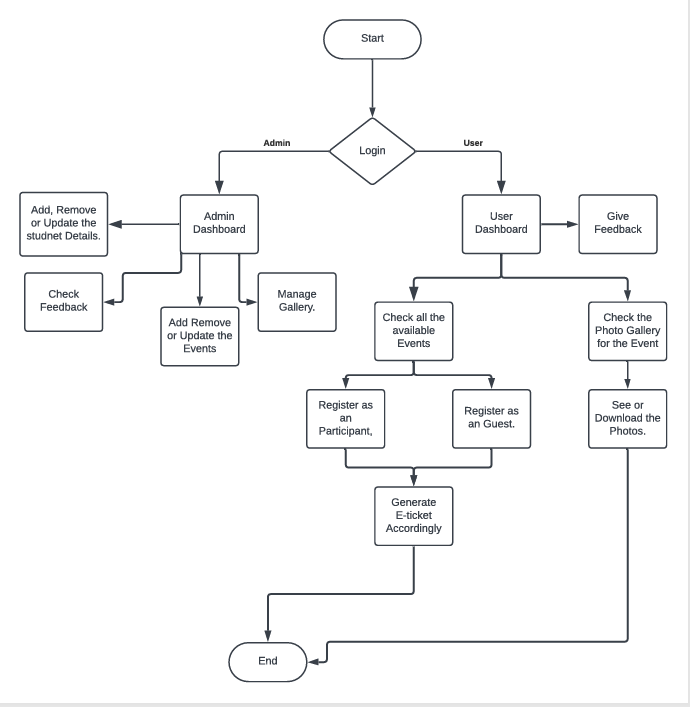 Start
Login
Admin
User
Add, Remove
or Update the
studnet Details.
Admin
Dashboard
User
Dashboard
Give
Feedback
Check
Feedback
Add Remove
or Update the
Events
Manage
Gallery.
Check all the
available
Events
Check the
Photo Gallery
for the Event
Register as
an
Participant,
Register as
an Guest.
See or
Download the
Photos.
Generate
E-ticket
Accordingly
End